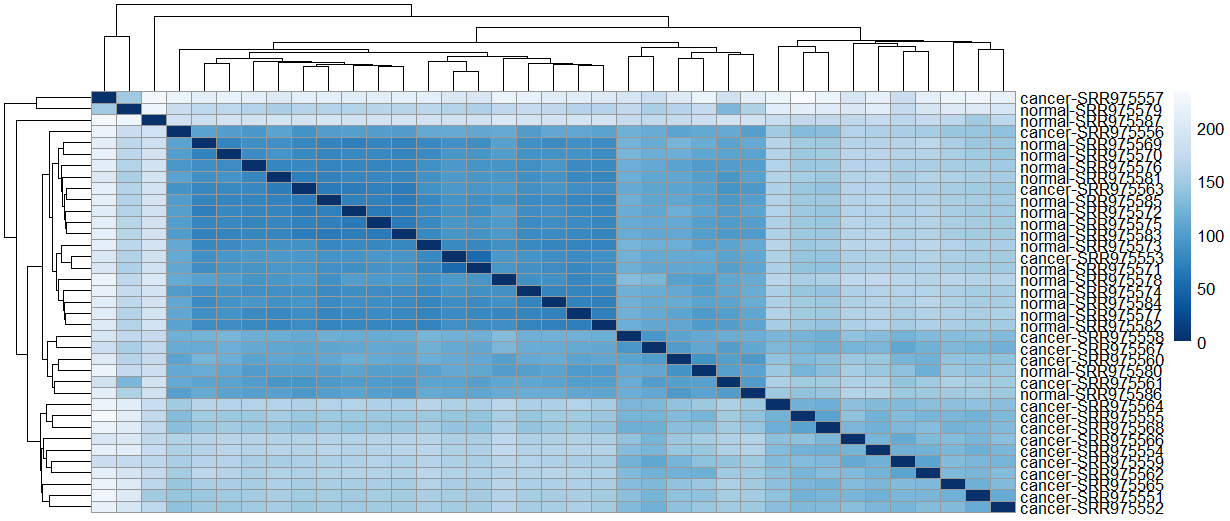 cancer-SRR975557
normal-SRR975579
normal-SRR975587
cancer-SRR975556
normal-SRR975569
normal-SRR975570
normal-SRR975576
normal-SRR975581
cancer-SRR975563
normal-SRR975585
normal-SRR975572
normal-SRR975575
normal-SRR975583
normal-SRR975573
cancer-SRR975553
normal-SRR975571
normal-SRR975578
normal-SRR975574
normal-SRR975584
normal-SRR975577
normal-SRR975582
cancer-SRR975558
cancer-SRR975567
cancer-SRR975560
normal-SRR975580
cancer-SRR975561
normal-SRR975586
cancer-SRR975564
cancer-SRR975555
cancer-SRR975568
cancer-SRR975566
cancer-SRR975554
cancer-SRR975559
cancer-SRR975562
cancer-SRR975565
cancer-SRR975551
cancer-SRR975552
200
150
100
50
0